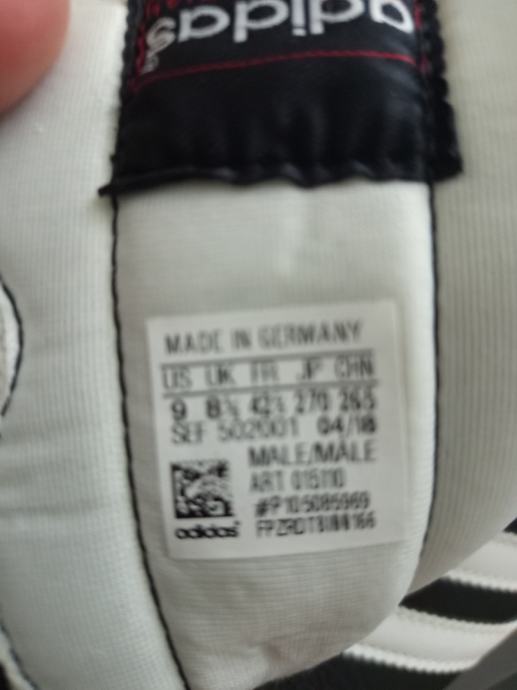 adidas
MADE IN GERMANY
US UK FR JP CHN
9 8½ 42⅔ 270 265
SEF 502001 04/18
MALE/MÂLE
ART 015110
#P105085969
adidas